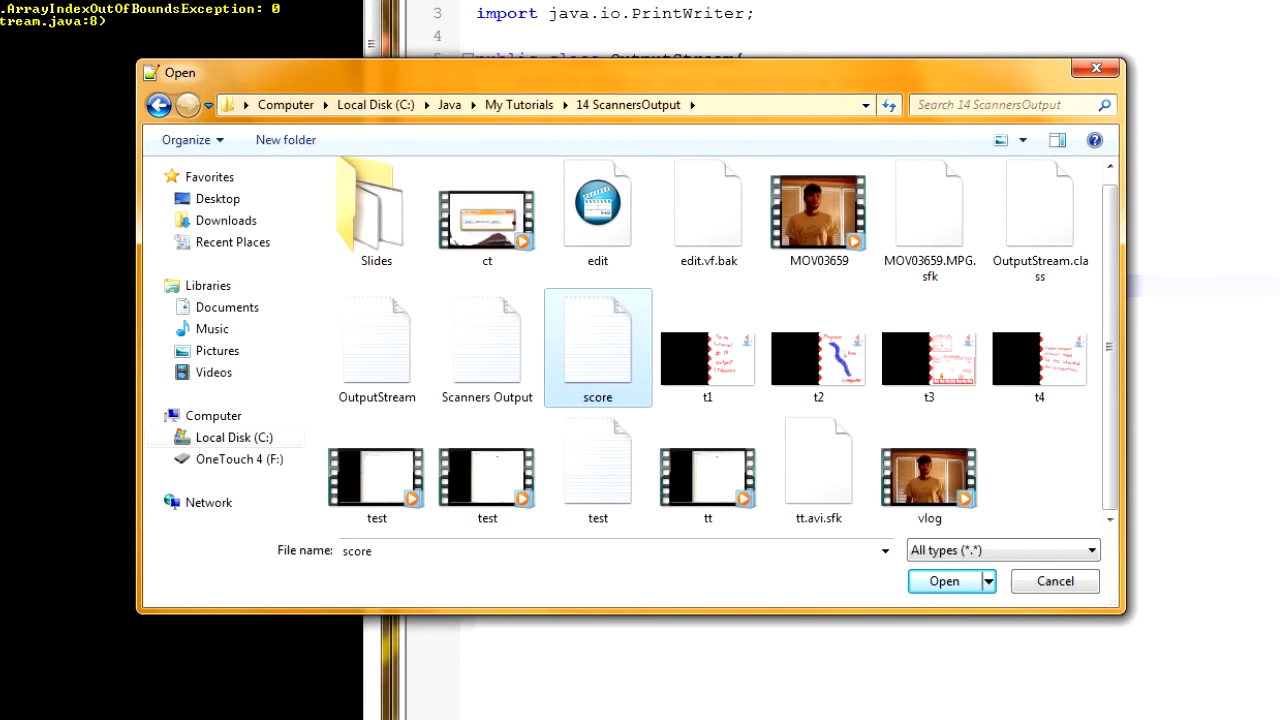 .ArrayIndexOutOfBoundsException: 0
tream.java:8)
3 import java.io.PrintWriter;
4
Open
Computer Local Disk (C:) Java My Tutorials 14 ScannersOutput
Search 14 ScannersOutput
Organize New folder
Favorites
Desktop
Downloads
Recent Places
Libraries
Documents
Music
Pictures
Videos
Computer
Local Disk (C:)
OneTouch 4 (F:)
Network
Slides ct edit edit.vf.bak MOV03659 MOV03659.MPG. OutputStream.cla
sfk ss
OutputStream Scanners Output score t1 t2 t3 t4
test test test tt tt.avi.sfk vlog
File name: score All types (*.*)
Open Cancel